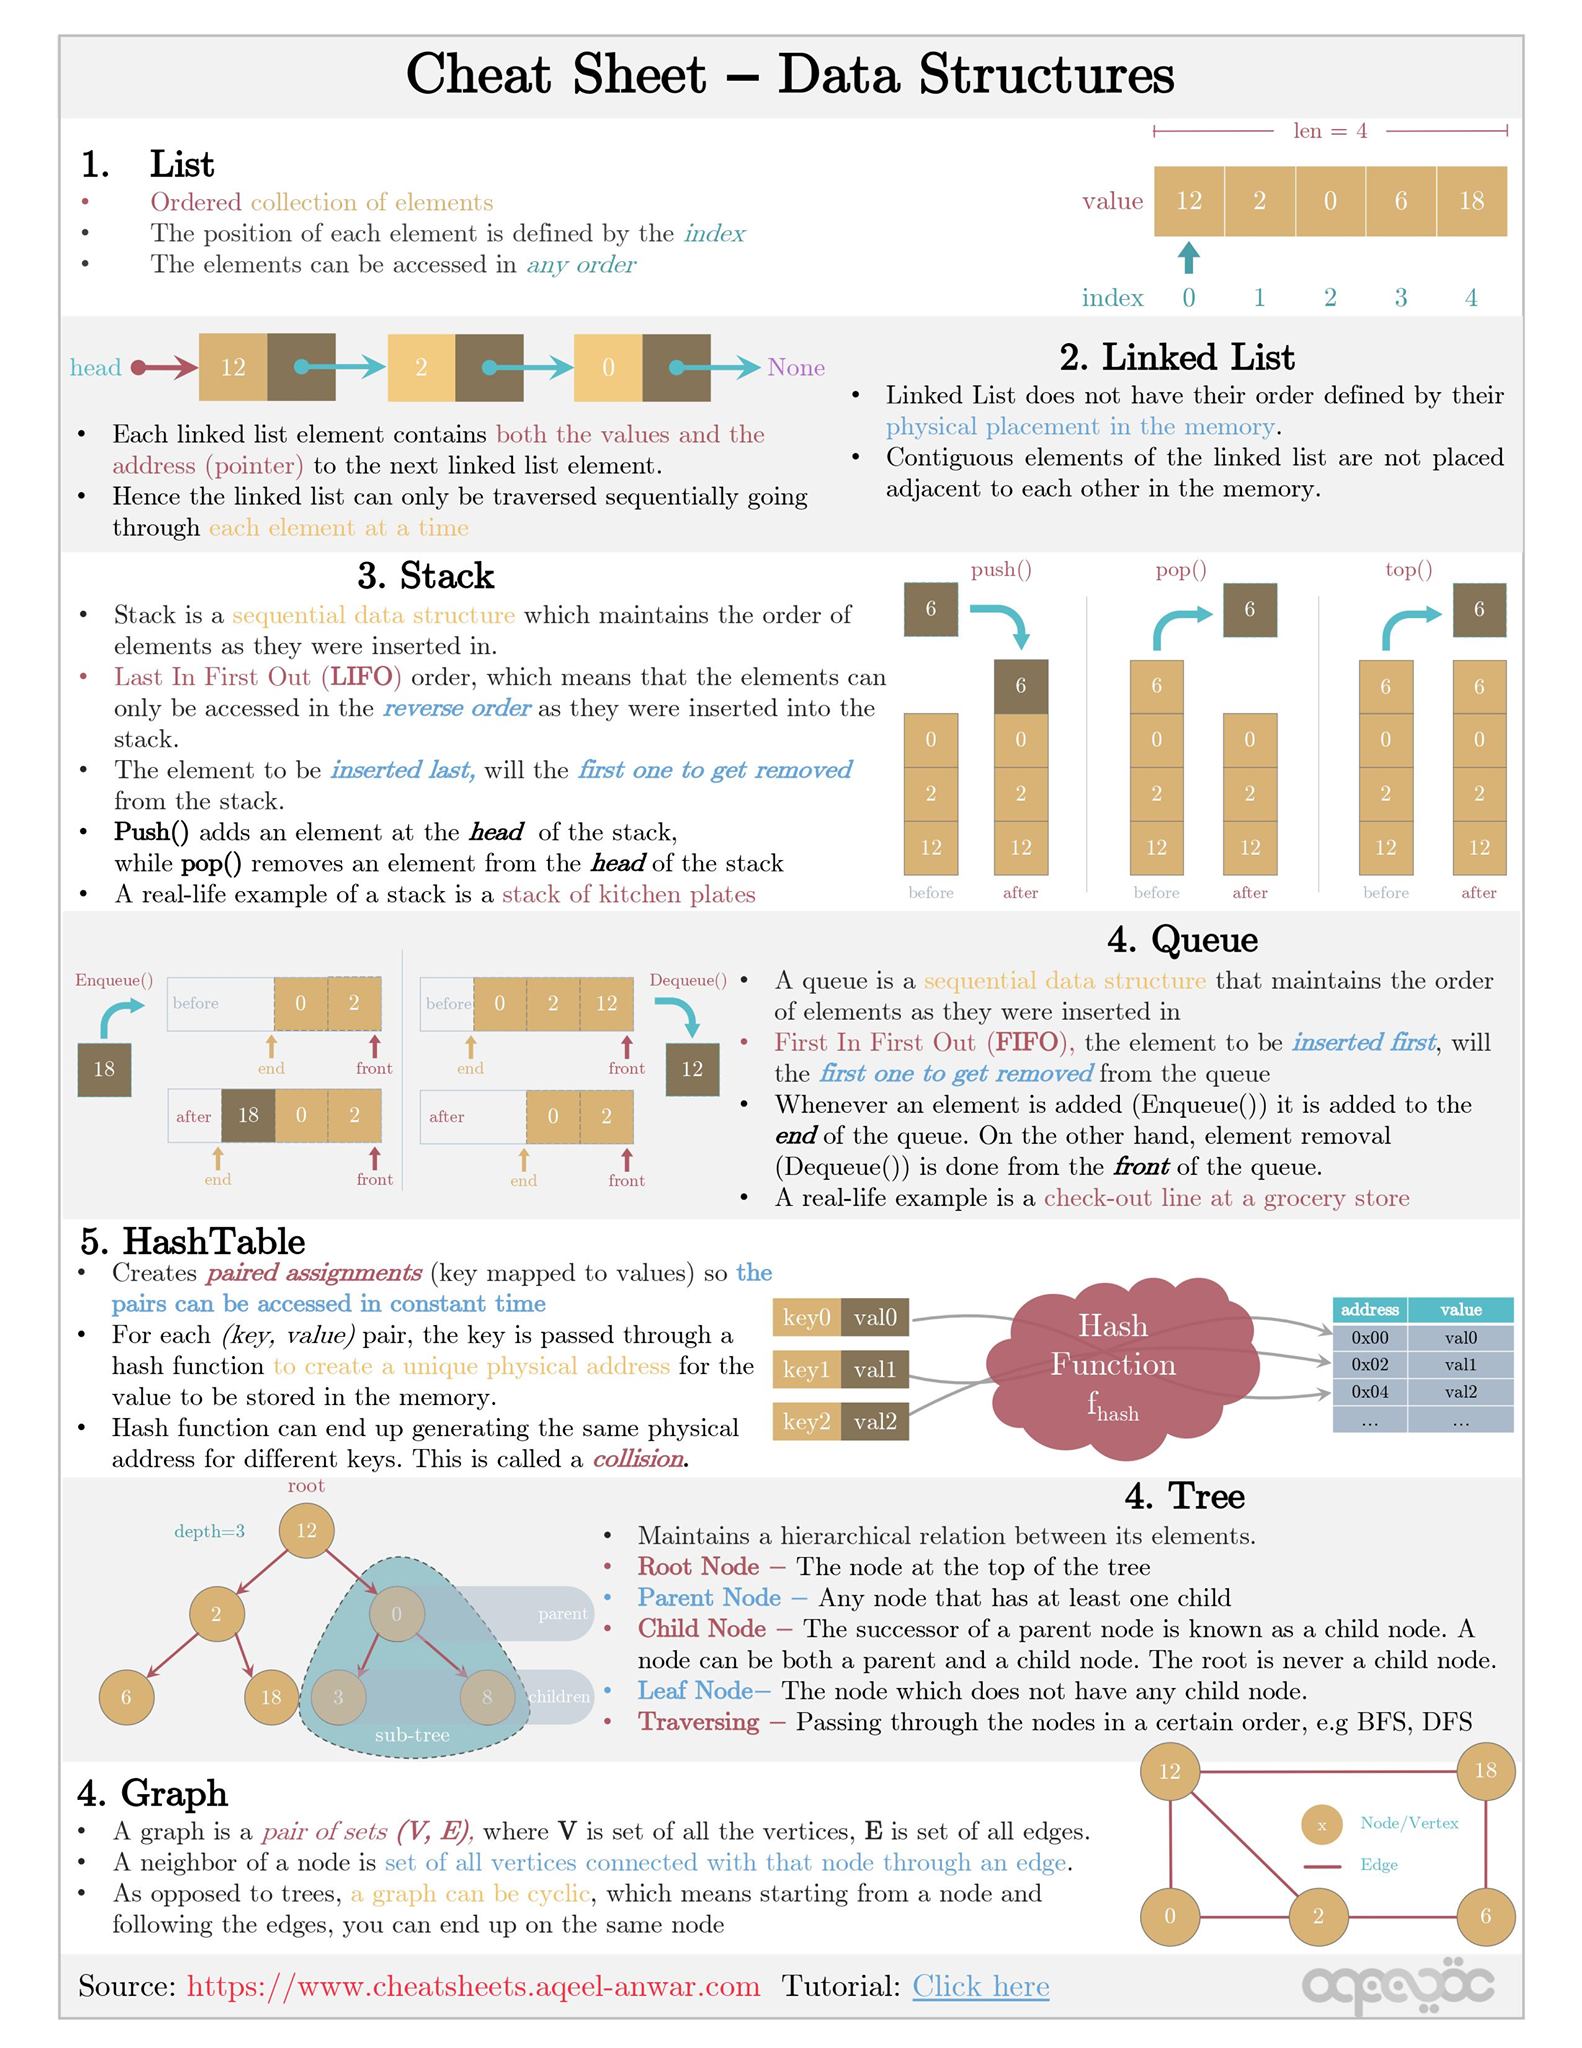 Cheat Sheet – Data Structures
1. List
• Ordered collection of elements
• The position of each element is defined by the index
• The elements can be accessed in any order
len = 4
value 12 2 0 6 18
index 0 1 2 3 4
head 12 2 0 None
• Each linked list element contains both the values and the
address (pointer) to the next linked list element.
• Hence the linked list can only be traversed sequentially going
through each element at a time
2. Linked List
• Linked List does not have their order defined by their
physical placement in the memory.
• Contiguous elements of the linked list are not placed
adjacent to each other in the memory.
3. Stack
• Stack is a sequential data structure which maintains the order of
elements as they were inserted in.
• Last In First Out (LIFO) order, which means that the elements can
only be accessed in the reverse order as they were inserted into the
stack.
• The element to be inserted last, will the first one to get removed
from the stack.
• Push() adds an element at the head of the stack,
while pop() removes an element from the head of the stack
• A real-life example of a stack is a stack of kitchen plates
push() pop() top()
6 6 6
6 6 6 6
0 0 0 0 0 0
2 2 2 2 2 2
12 12 12 12 12 12
before after before after before after
Enqueue() before 0 2 before 0 2 12 Dequeue()
18 end front end front 12
after 18 0 2 after 0 2
end front end front
4. Queue
• A queue is a sequential data structure that maintains the order
of elements as they were inserted in
• First In First Out (FIFO), the element to be inserted first, will
the first one to get removed from the queue
• Whenever an element is added (Enqueue()) it is added to the
end of the queue. On the other hand, element removal
(Dequeue()) is done from the front of the queue.
• A real-life example is a check-out line at a grocery store
5. HashTable
• Creates paired assignments (key mapped to values) so the
pairs can be accessed in constant time
• For each (key, value) pair, the key is passed through a
hash function to create a unique physical address for the
value to be stored in the memory.
• Hash function can end up generating the same physical
address for different keys. This is called a collision.
key0 val0
key1 val1
key2 val2
Hash
Function
fhash
address value
0x00 val0
0x02 val1
0x04 val2
... ...
root
depth=3 12
2 0 parent
6 18 3 8 children
sub-tree
4. Tree
• Maintains a hierarchical relation between its elements.
• Root Node – The node at the top of the tree
• Parent Node – Any node that has at least one child
• Child Node – The successor of a parent node is known as a child node. A
node can be both a parent and a child node. The root is never a child node.
• Leaf Node– The node which does not have any child node.
• Traversing – Passing through the nodes in a certain order, e.g BFS, DFS
4. Graph
• A graph is a pair of sets (V, E), where V is set of all the vertices, E is set of all edges.
• A neighbor of a node is set of all vertices connected with that node through an edge.
• As opposed to trees, a graph can be cyclic, which means starting from a node and
following the edges, you can end up on the same node
12 18
x Node/Vertex
Edge
0 2 6
Source: https://www.cheatsheets.aqeel-anwar.com Tutorial: Click here